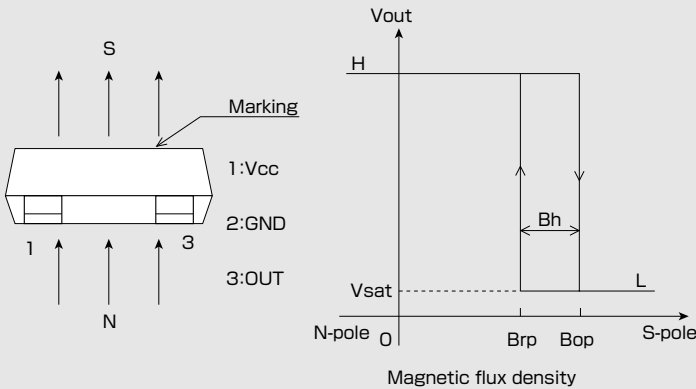 S
Marking
1:Vcc
2:GND
1
3
3:OUT
N
Vout
H
Bh
Vsat
L
N-pole
0
Brp
Bop
S-pole
Magnetic flux density